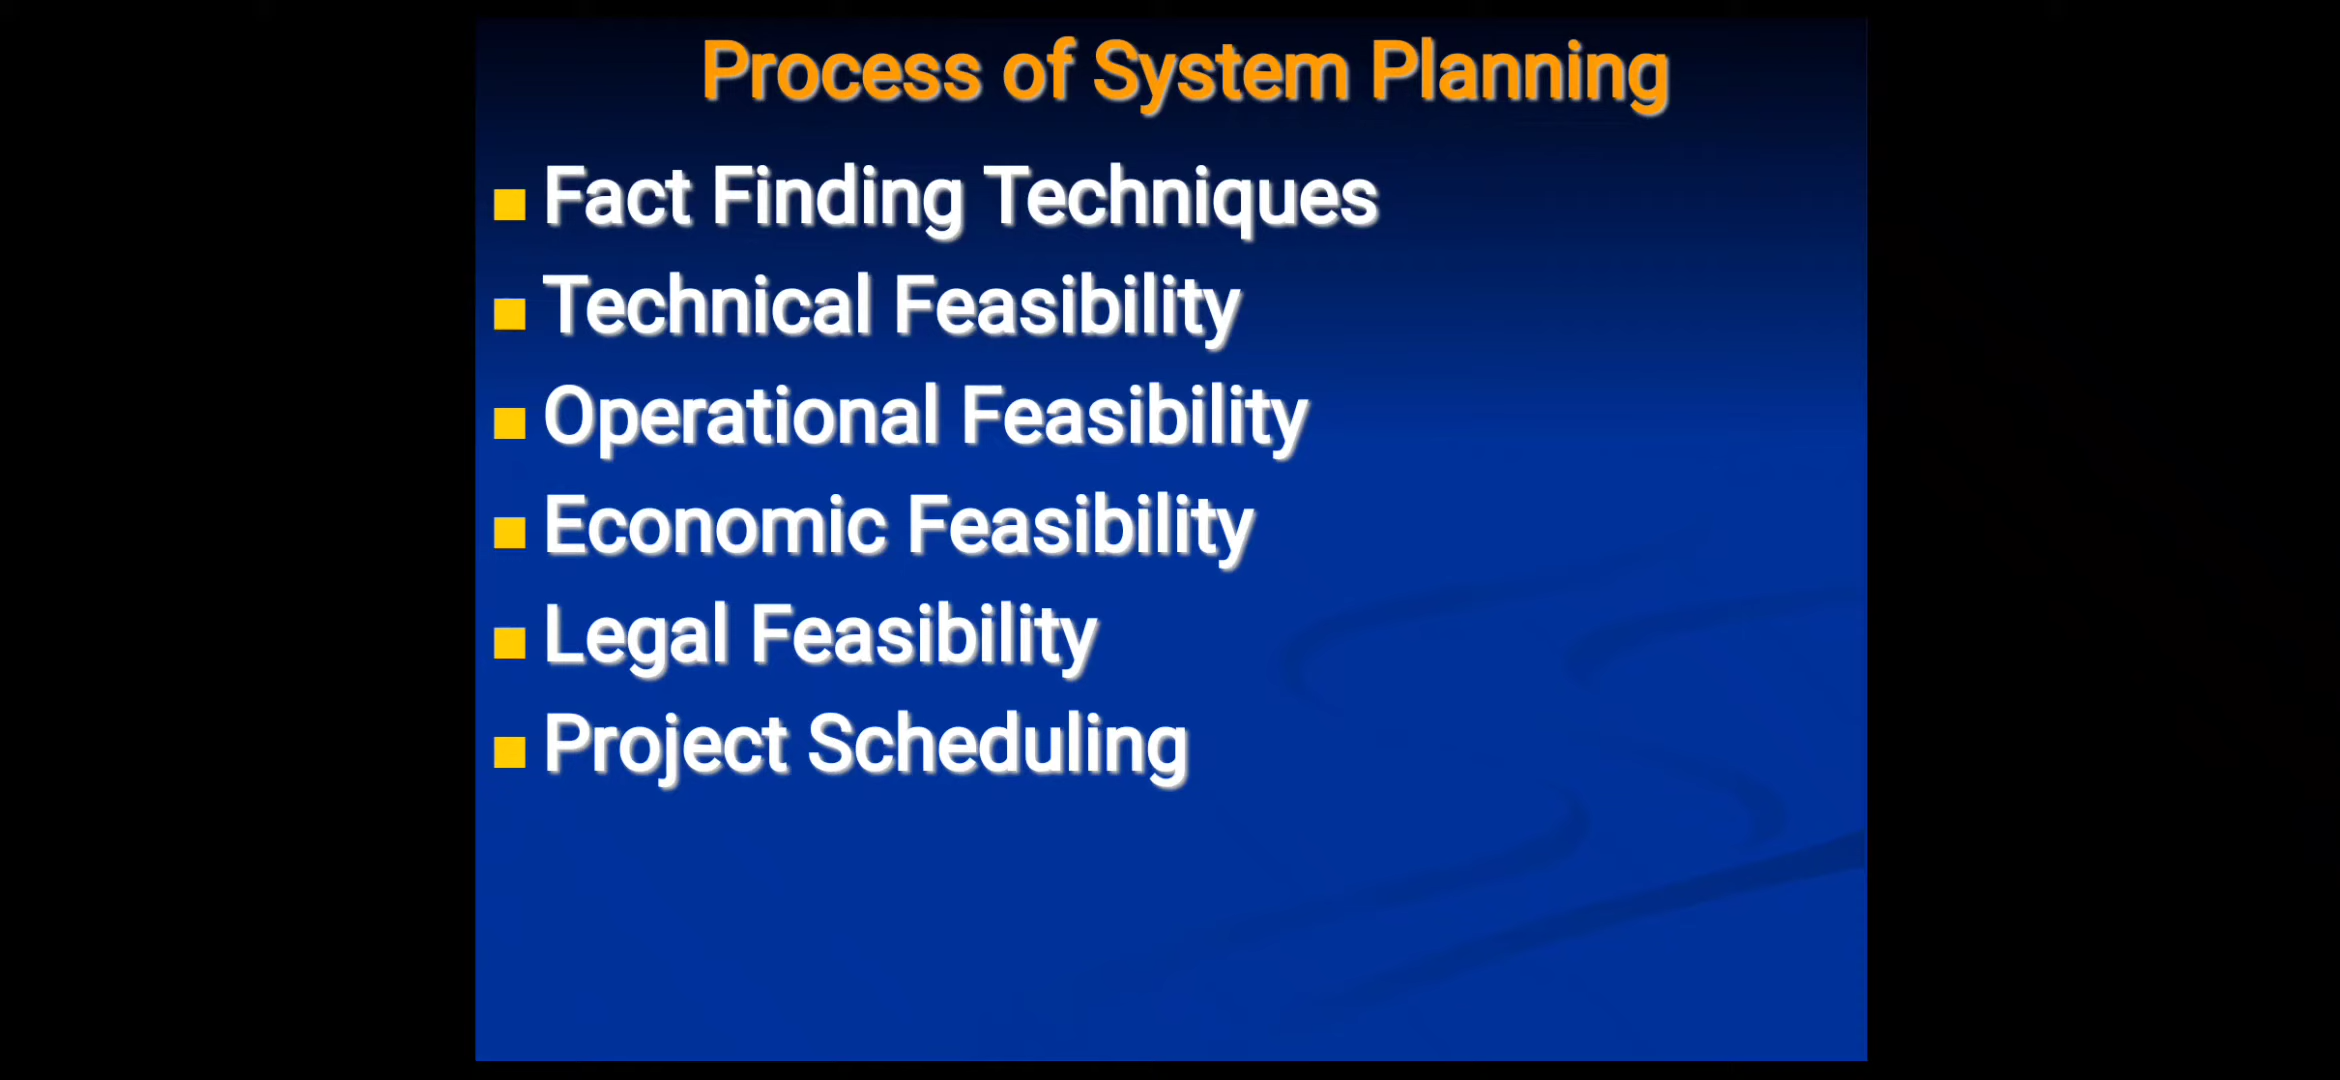 Process of System Planning
Fact Finding Techniques
Technical Feasibility
Operational Feasibility
Economic Feasibility
Legal Feasibility
Project Scheduling